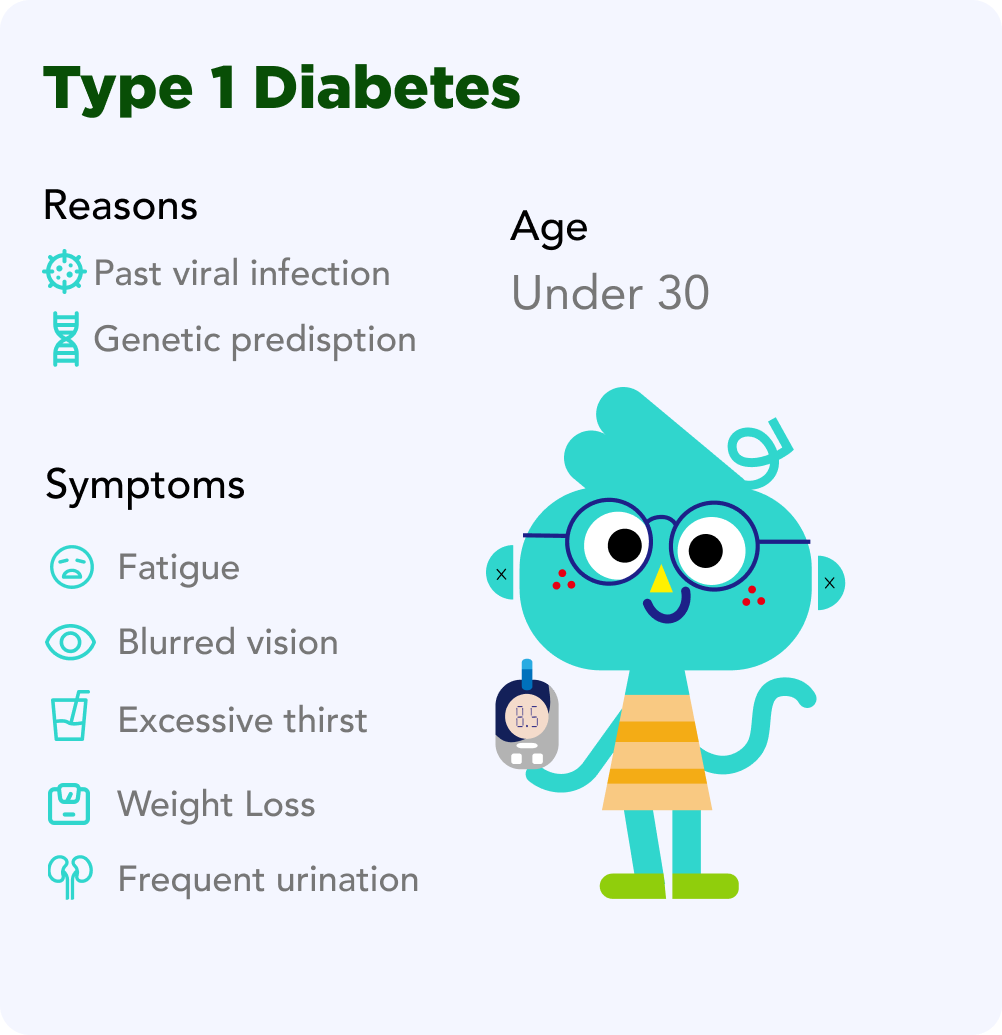 Type 1 Diabetes
Reasons
Past viral infection
Genetic predisption
Age
Under 30
Symptoms
Fatigue
Blurred vision
Excessive thirst
Weight Loss
Frequent urination
8.5